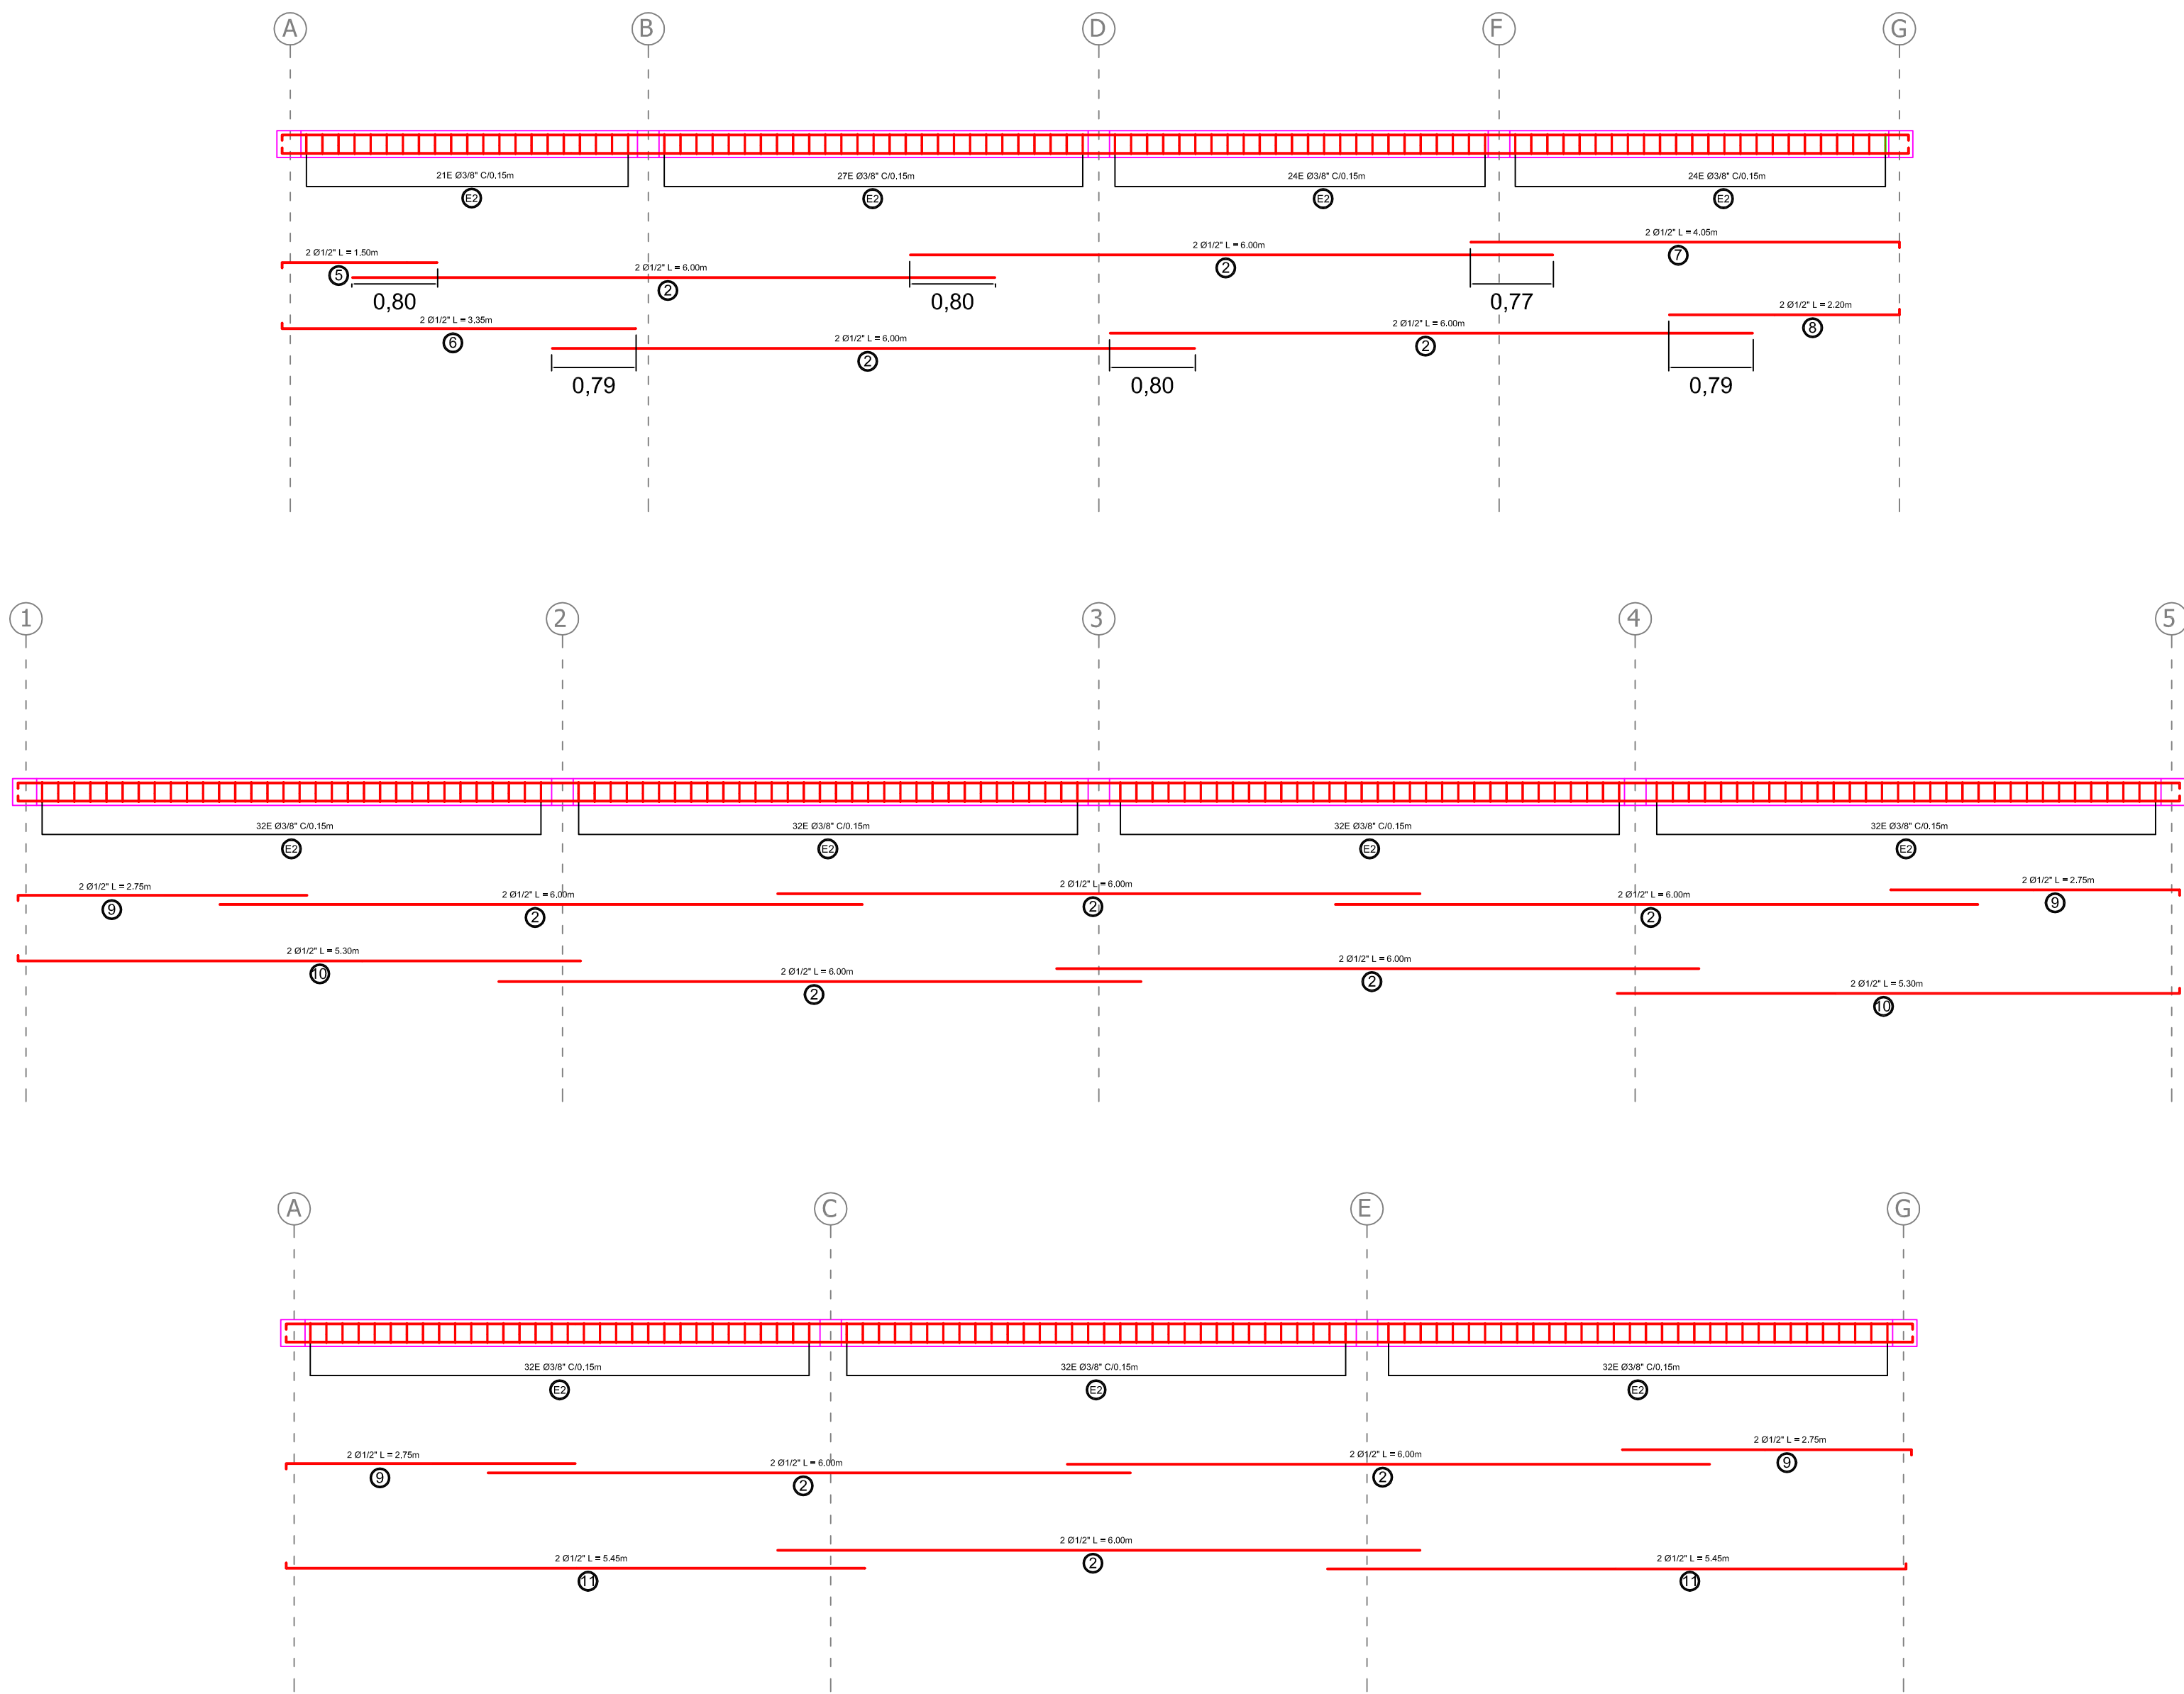 A B D F G
21E Ø3/8" C/0.15m 27E Ø3/8" C/0.15m 24E Ø3/8" C/0.15m 24E Ø3/8" C/0.15m
E2 E2 E2 E2
2 Ø1/2" L = 4.05m
2 Ø1/2" L = 1.50m 2 Ø1/2" L = 6.00m 2 Ø1/2" L = 6.00m
7
5 2 2
0,80 0,80 0,77
2 Ø1/2" L = 2.20m
2 Ø1/2" L = 3.35m 2 Ø1/2" L = 6.00m 2 Ø1/2" L = 6.00m
8
6 2 2
0,79 0,80 0,79
1 2 3 4 5
32E Ø3/8" C/0.15m 32E Ø3/8" C/0.15m 32E Ø3/8" C/0.15m 32E Ø3/8" C/0.15m
E2 E2 E2 E2
2 Ø1/2" L = 2.75m 2 Ø1/2" L = 6.00m 2 Ø1/2" L = 6.00m 2 Ø1/2" L = 6.00m 2 Ø1/2" L = 2.75m
9 2 2 2 9
2 Ø1/2" L = 5.30m 2 Ø1/2" L = 6.00m 2 Ø1/2" L = 6.00m 2 Ø1/2" L = 5.30m
10 2 2 10
A C E G
32E Ø3/8" C/0.15m 32E Ø3/8" C/0.15m 32E Ø3/8" C/0.15m
E2 E2 E2
2 Ø1/2" L = 2.75m 2 Ø1/2" L = 6.00m 2 Ø1/2" L = 6.00m 2 Ø1/2" L = 2.75m
9 2 2 9
2 Ø1/2" L = 5.45m 2 Ø1/2" L = 6.00m 2 Ø1/2" L = 5.45m
11 2 11